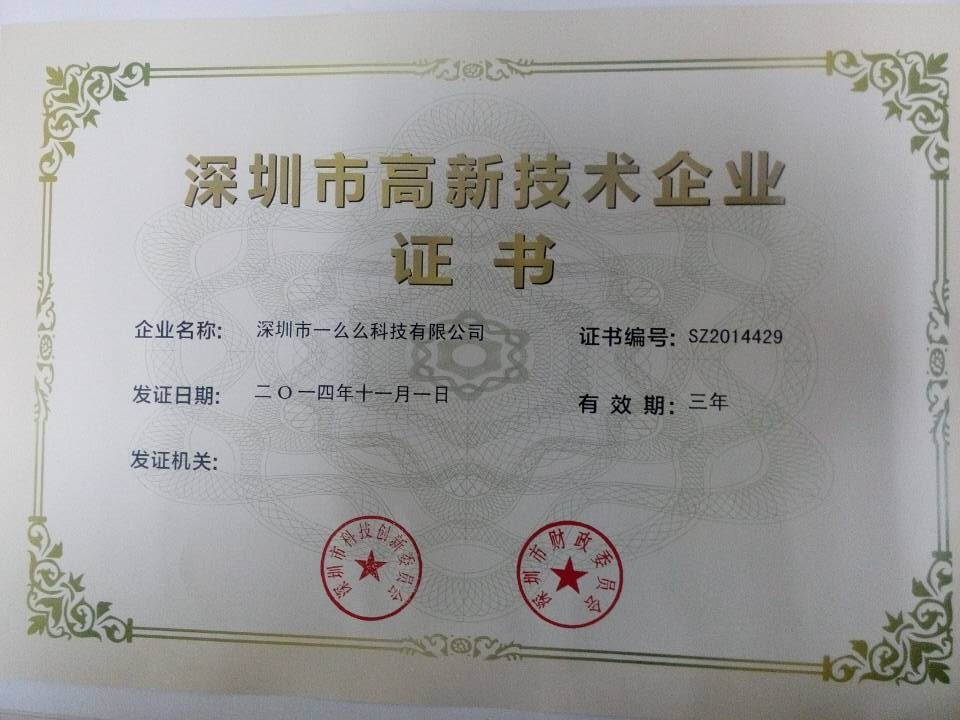 深圳市高新技术企业
证书
企业名称: 深圳市一么么科技有限公司
证书编号: SZ2014429
发证日期: 二〇一四年十一月一日
有效期: 三年
发证机关:
深圳市科技创新委员会
深圳市财政委员会